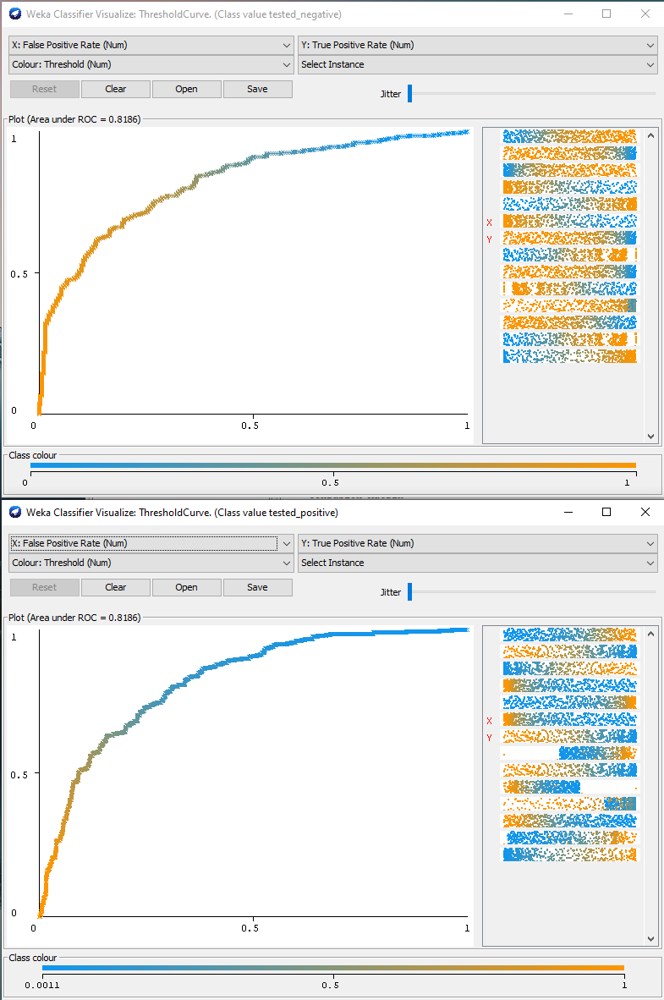 Weka Classifier Visualize: ThresholdCurve. (Class value tested_negative)
X: False Positive Rate (Num)
Y: True Positive Rate (Num)
Colour: Threshold (Num)
Select Instance
Reset
Clear
Open
Save
Jitter
Plot (Area under ROC = 0.8186)
1
0.5
0
0
0.5
1
X
Y
Class colour
0
0.5
1
Weka Classifier Visualize: ThresholdCurve. (Class value tested_positive)
X: False Positive Rate (Num)
Y: True Positive Rate (Num)
Colour: Threshold (Num)
Select Instance
Reset
Clear
Open
Save
Jitter
Plot (Area under ROC = 0.8186)
1
0.5
0
0
0.5
1
X
Y
Class colour
0.0011
0.5
1